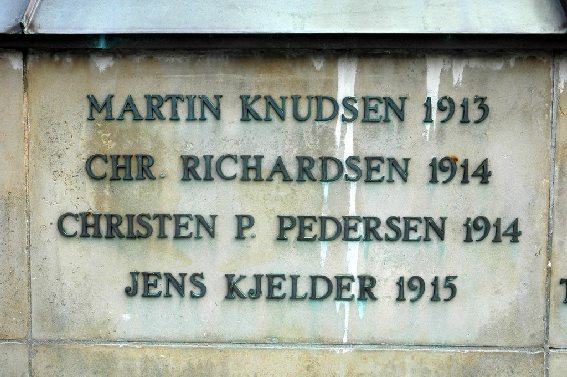 MARTIN KNUDSEN 1913
CHR. RICHARDSEN 1914
CHRISTEN P. PEDERSEN 1914
JENS KJELDER 1915